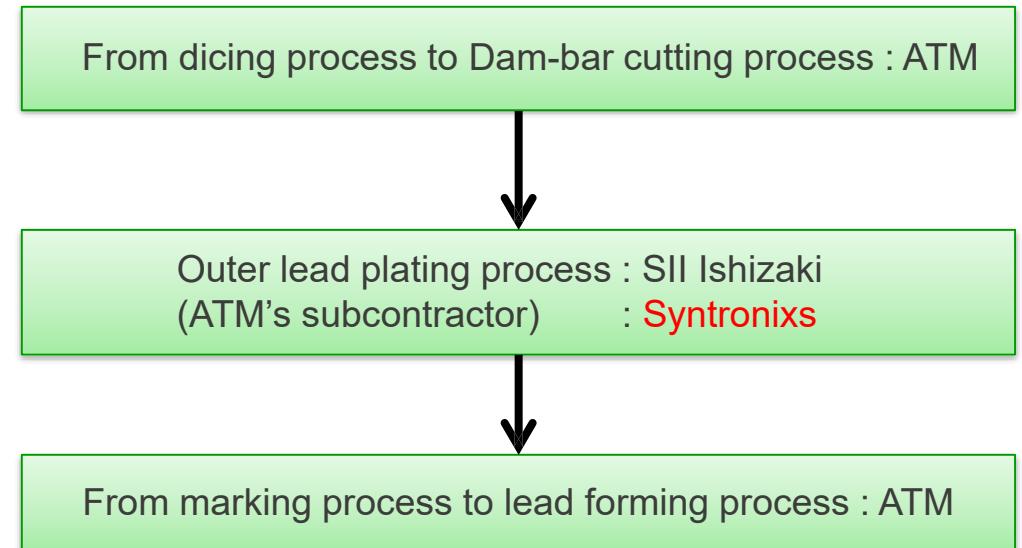 From dicing process to Dam-bar cutting process : ATM
Outer lead plating process : SII Ishizaki
(ATM’s subcontractor) : Syntronixs
From marking process to lead forming process : ATM